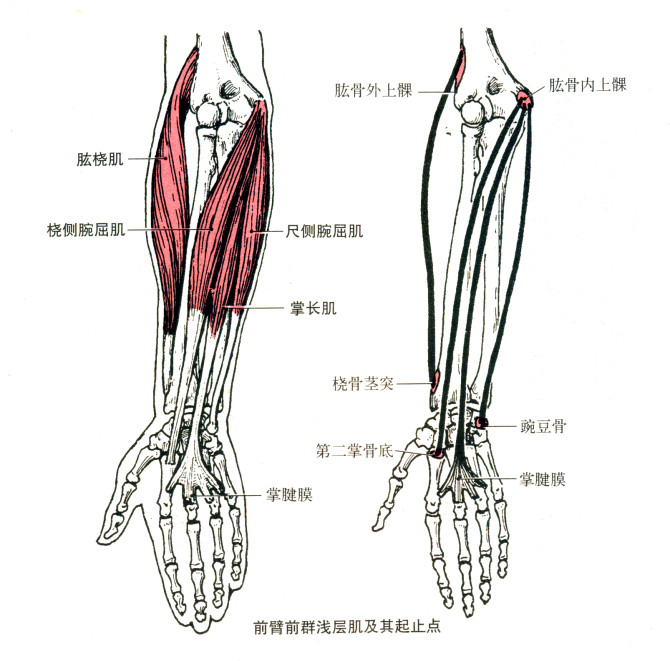 肱桡肌
桡侧腕屈肌
尺侧腕屈肌
掌长肌
掌腱膜
肱骨外上髁
肱骨内上髁
桡骨茎突
豌豆骨
第二掌骨底
掌腱膜
前臂前群浅层肌及其起止点